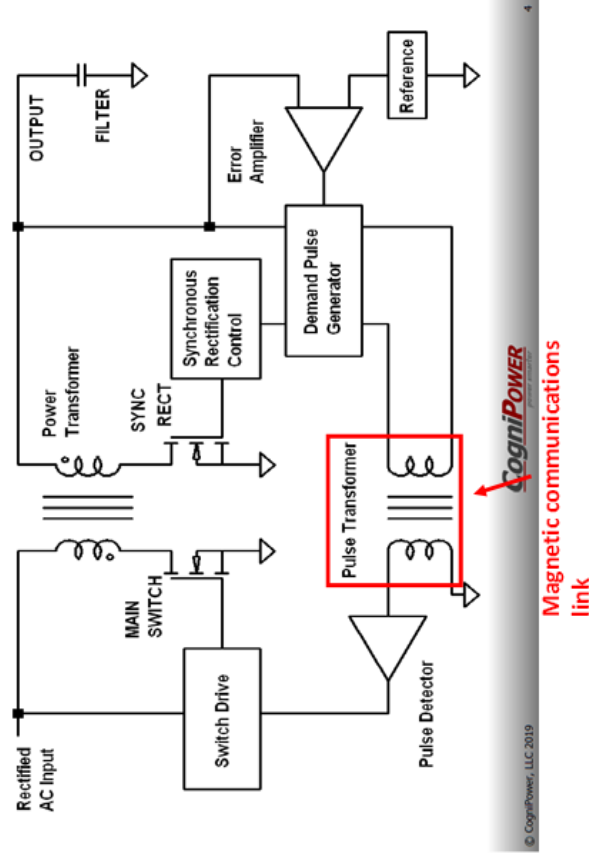 Rectified
AC Input
Power
Transformer
MAIN
SWITCH
SYNC
RECT
OUTPUT
FILTER
Switch Drive
Synchronous
Rectification
Control
Error
Amplifier
Pulse Detector
Pulse Transformer
Demand Pulse
Generator
Reference
© CogniPower, LLC 2019
CogniPower
4
Magnetic communications
link